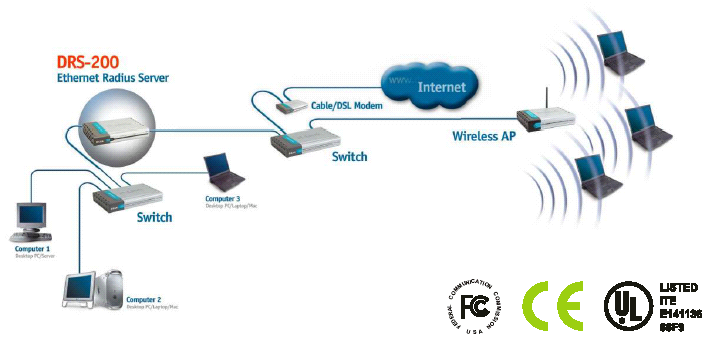 DRS-200
Ethernet Radius Server
www.
Internet
Cable/DSL Modem
Wireless AP
Switch
Computer 3
Desktop PC/Laptop/Mac
Switch
Computer 1
Desktop PC/Server
Computer 2
Desktop PC/Laptop/Mac
FEDERAL COMMUNICATION COMMISSION
USA
FC
CE
UL
LISTED
ITE
E141136